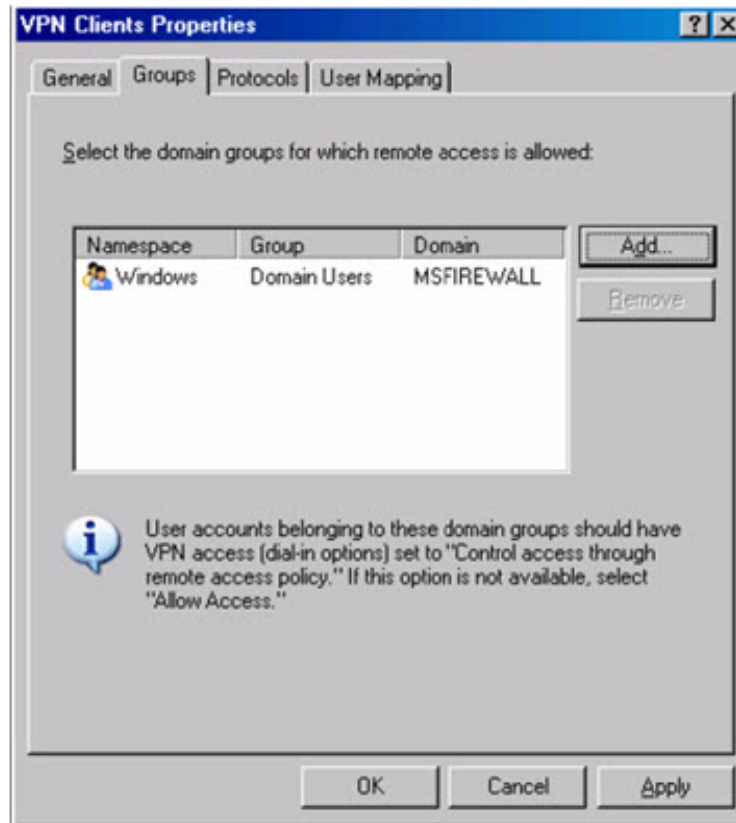 VPN Clients Properties
General Groups Protocols User Mapping
Select the domain groups for which remote access is allowed:
Namespace Group Domain Add...
Windows Domain Users MSFIREWALL
Remove
User accounts belonging to these domain groups should have
VPN access (dial-in options) set to "Control access through
remote access policy." If this option is not available, select
"Allow Access."
OK Cancel Apply